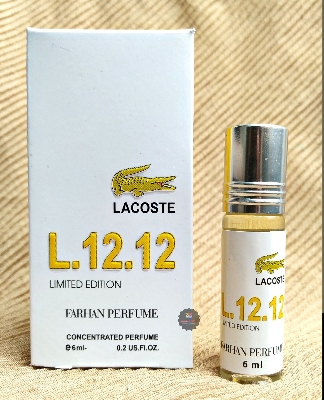 LACOSTE
L.12.12
LIMITED EDITION
FARHAN PERFUME
CONCENTRATED PERFUME
℮ 6ml- 0.2 US.Fl.OZ.
LACOSTE
L.12.12
LIMITED EDITION
FARHAN PERFUME
6 ml